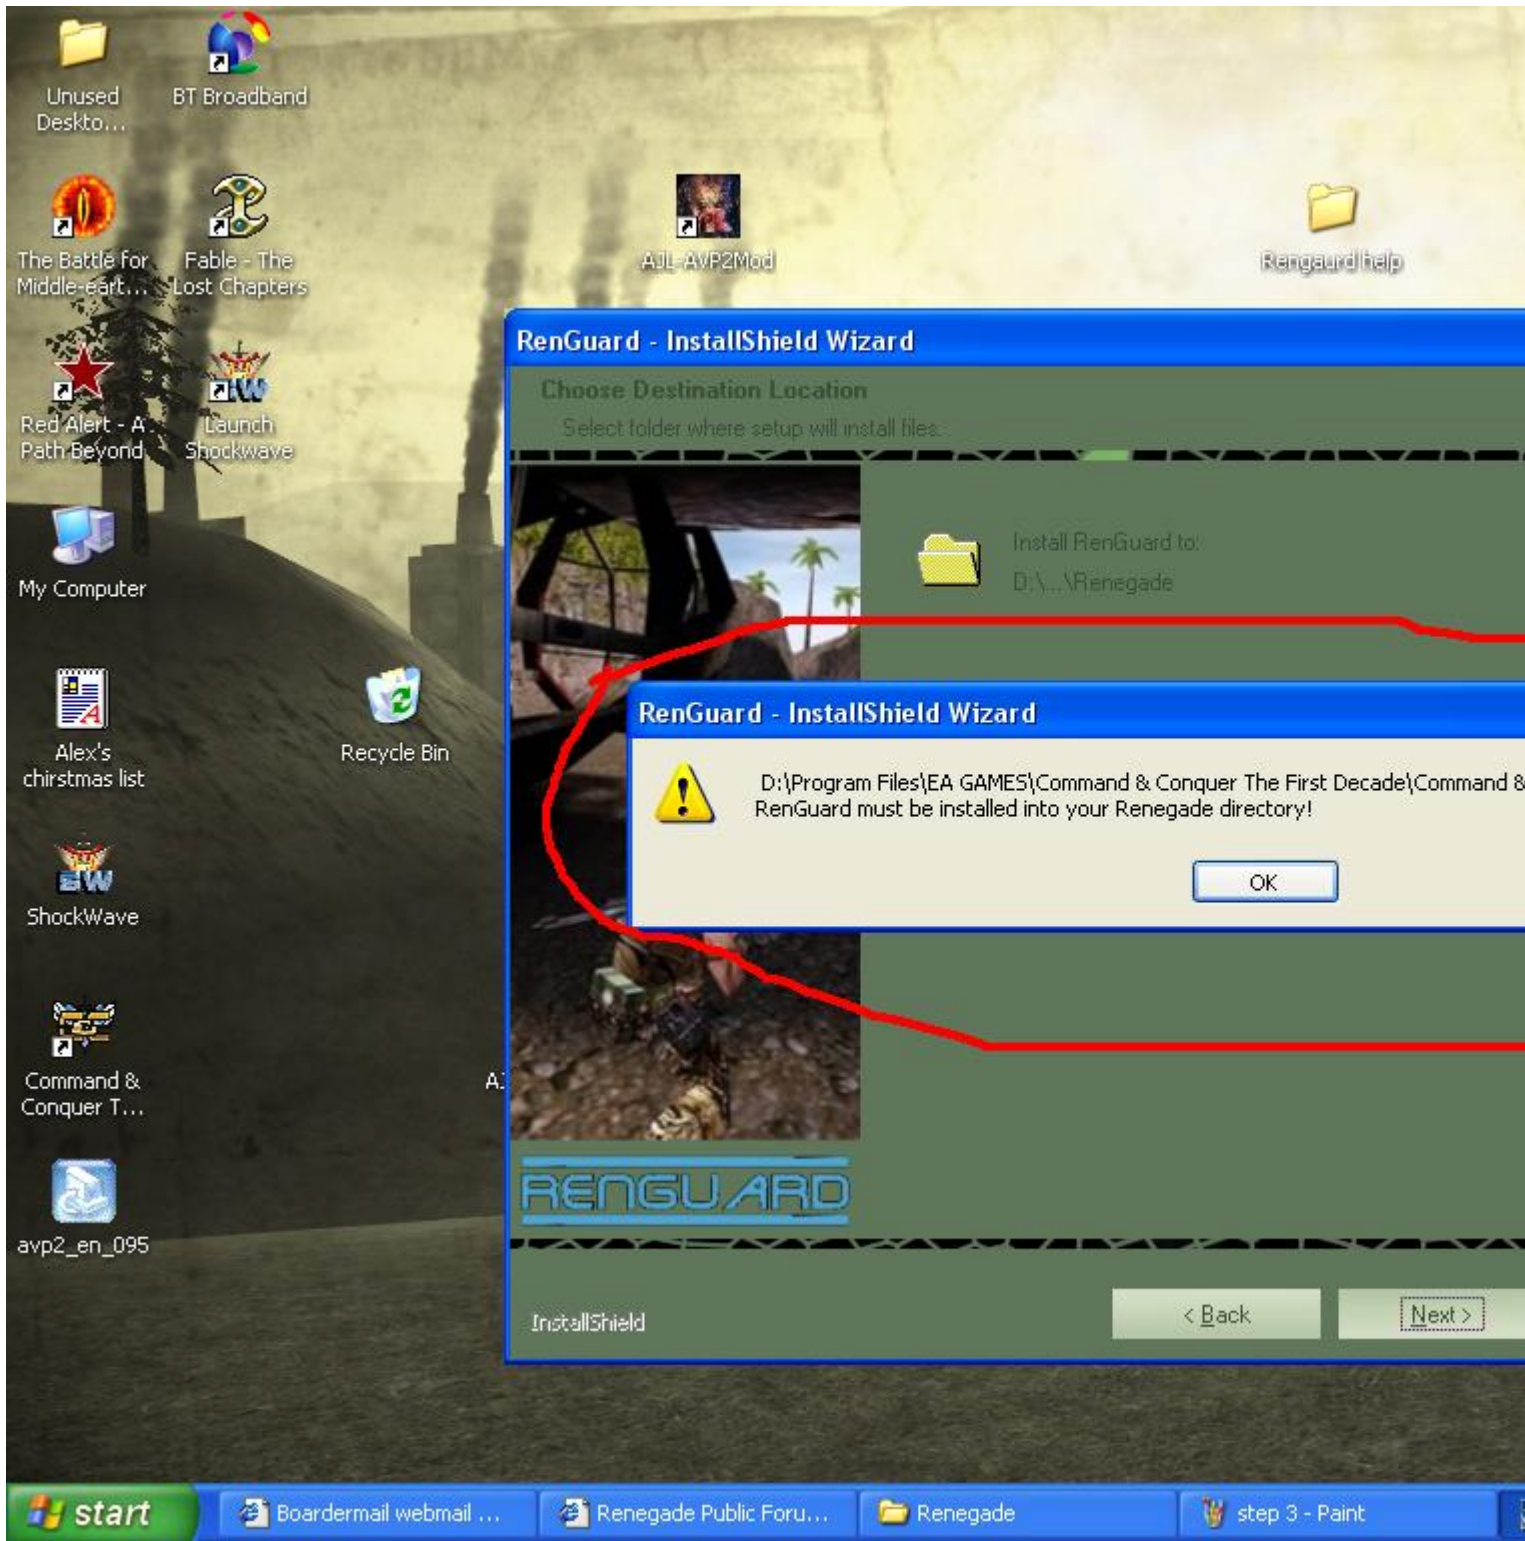 Unused
Deskto...
BT Broadband
The Battle for
Middle-eart...
Fable - The
Lost Chapters
AJL-AVP2Mod
Rengaurd help
Red Alert - A
Path Beyond
Launch
Shockwave
My Computer
Alex's
chirstmas list
Recycle Bin
SW
ShockWave
Command &
Conquer T...
avp2_en_095
AJ
RenGuard - InstallShield Wizard
Choose Destination Location
Select folder where setup will install files.
Install RenGuard to:
D:\...\Renegade
RenGuard - InstallShield Wizard
D:\Program Files\EA GAMES\Command & Conquer The First Decade\Command &
RenGuard must be installed into your Renegade directory!
OK
RENGUARD
InstallShield
< Back
Next >
start
Boardermail webmail ...
Renegade Public Foru...
Renegade
step 3 - Paint